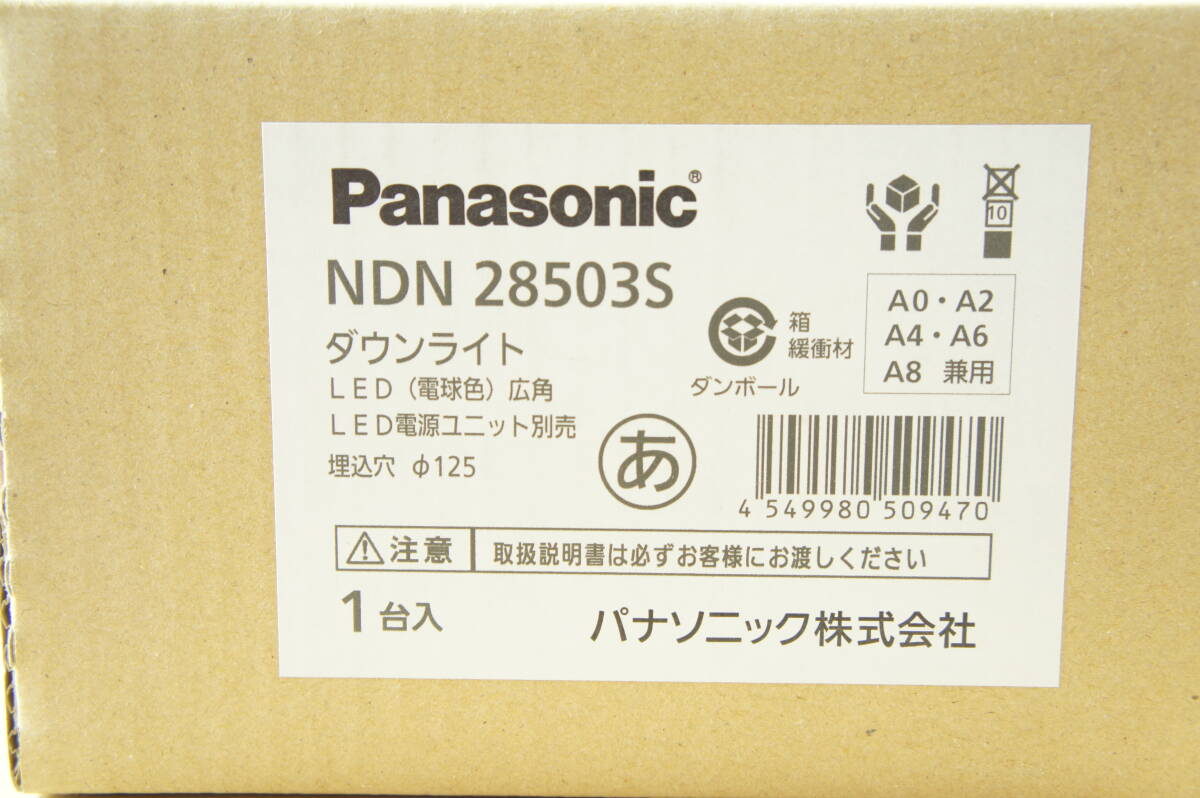 Panasonic®
NDN 28503S
ダウンライト
LED（電球色）広角
LED電源ユニット別売
埋込穴 φ125
10
箱
緩衝材
ダンボール
A0・A2
A4・A6
A8 兼用
あ
4 549980 509470
注意 取扱説明書は必ずお客様にお渡しください
1台入
パナソニック株式会社